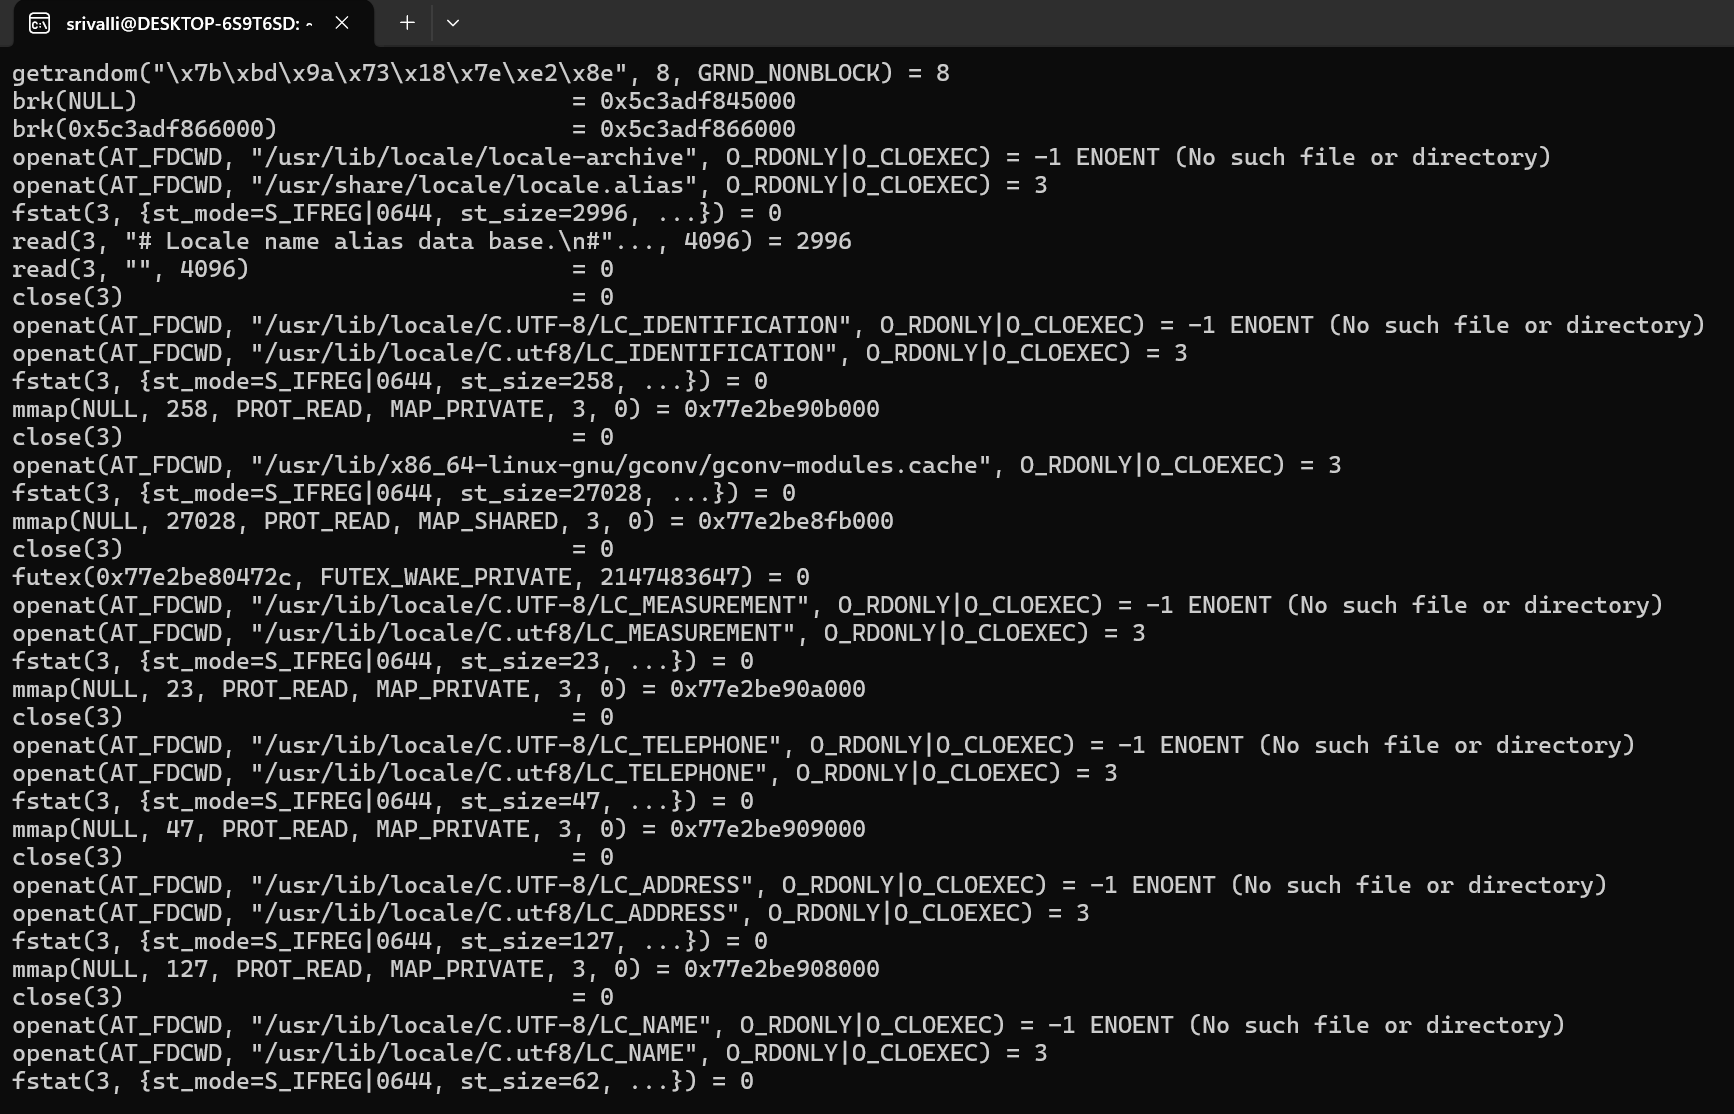 srivalli@DESKTOP-6S9T6SD: ~
getrandom("\x7b\xbd\x9a\x73\x18\x7e\xe2\x8e", 8, GRND_NONBLOCK) = 8
brk(NULL)                               = 0x5c3adf845000
brk(0x5c3adf866000)                     = 0x5c3adf866000
openat(AT_FDCWD, "/usr/lib/locale/locale-archive", O_RDONLY|O_CLOEXEC) = -1 ENOENT (No such file or directory)
openat(AT_FDCWD, "/usr/share/locale/locale.alias", O_RDONLY|O_CLOEXEC) = 3
fstat(3, {st_mode=S_IFREG|0644, st_size=2996, ...}) = 0
read(3, "# Locale name alias data base.\n#"..., 4096) = 2996
read(3, "", 4096)                       = 0
close(3)                                = 0
openat(AT_FDCWD, "/usr/lib/locale/C.UTF-8/LC_IDENTIFICATION", O_RDONLY|O_CLOEXEC) = -1 ENOENT (No such file or directory)
openat(AT_FDCWD, "/usr/lib/locale/C.utf8/LC_IDENTIFICATION", O_RDONLY|O_CLOEXEC) = 3
fstat(3, {st_mode=S_IFREG|0644, st_size=258, ...}) = 0
mmap(NULL, 258, PROT_READ, MAP_PRIVATE, 3, 0) = 0x77e2be90b000
close(3)                                = 0
openat(AT_FDCWD, "/usr/lib/x86_64-linux-gnu/gconv/gconv-modules.cache", O_RDONLY|O_CLOEXEC) = 3
fstat(3, {st_mode=S_IFREG|0644, st_size=27028, ...}) = 0
mmap(NULL, 27028, PROT_READ, MAP_SHARED, 3, 0) = 0x77e2be8fb000
close(3)                                = 0
futex(0x77e2be80472c, FUTEX_WAKE_PRIVATE, 2147483647) = 0
openat(AT_FDCWD, "/usr/lib/locale/C.UTF-8/LC_MEASUREMENT", O_RDONLY|O_CLOEXEC) = -1 ENOENT (No such file or directory)
openat(AT_FDCWD, "/usr/lib/locale/C.utf8/LC_MEASUREMENT", O_RDONLY|O_CLOEXEC) = 3
fstat(3, {st_mode=S_IFREG|0644, st_size=23, ...}) = 0
mmap(NULL, 23, PROT_READ, MAP_PRIVATE, 3, 0) = 0x77e2be90a000
close(3)                                = 0
openat(AT_FDCWD, "/usr/lib/locale/C.UTF-8/LC_TELEPHONE", O_RDONLY|O_CLOEXEC) = -1 ENOENT (No such file or directory)
openat(AT_FDCWD, "/usr/lib/locale/C.utf8/LC_TELEPHONE", O_RDONLY|O_CLOEXEC) = 3
fstat(3, {st_mode=S_IFREG|0644, st_size=47, ...}) = 0
mmap(NULL, 47, PROT_READ, MAP_PRIVATE, 3, 0) = 0x77e2be909000
close(3)                                = 0
openat(AT_FDCWD, "/usr/lib/locale/C.UTF-8/LC_ADDRESS", O_RDONLY|O_CLOEXEC) = -1 ENOENT (No such file or directory)
openat(AT_FDCWD, "/usr/lib/locale/C.utf8/LC_ADDRESS", O_RDONLY|O_CLOEXEC) = 3
fstat(3, {st_mode=S_IFREG|0644, st_size=127, ...}) = 0
mmap(NULL, 127, PROT_READ, MAP_PRIVATE, 3, 0) = 0x77e2be908000
close(3)                                = 0
openat(AT_FDCWD, "/usr/lib/locale/C.UTF-8/LC_NAME", O_RDONLY|O_CLOEXEC) = -1 ENOENT (No such file or directory)
openat(AT_FDCWD, "/usr/lib/locale/C.utf8/LC_NAME", O_RDONLY|O_CLOEXEC) = 3
fstat(3, {st_mode=S_IFREG|0644, st_size=62, ...}) = 0